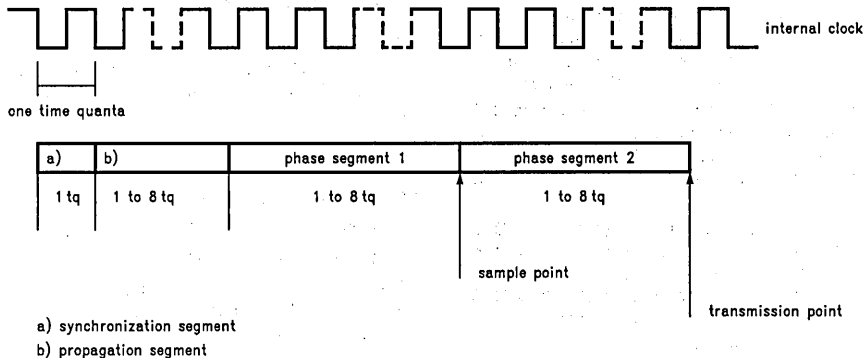 internal clock
one time quanta
a) b) phase segment 1 phase segment 2
1 tq 1 to 8 tq 1 to 8 tq 1 to 8 tq
sample point
transmission point
a) synchronization segment
b) propagation segment